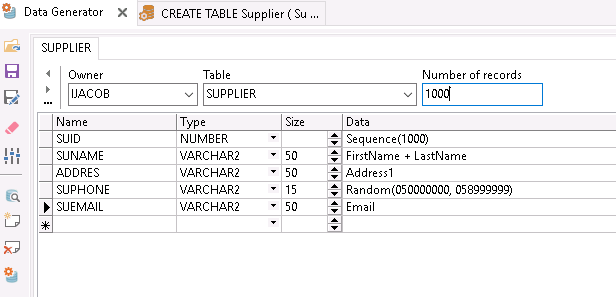 Data Generator X CREATE TABLE Supplier ( Su ...
SUPPLIER
Owner Table Number of records
IJACOB SUPPLIER 1000
Name Type Size Data
SUID NUMBER Sequence(1000)
SUNAME VARCHAR2 50 FirstName + LastName
ADDRES VARCHAR2 50 Address1
SUPHONE VARCHAR2 15 Random(050000000, 058999999)
SUEMAIL VARCHAR2 50 Email